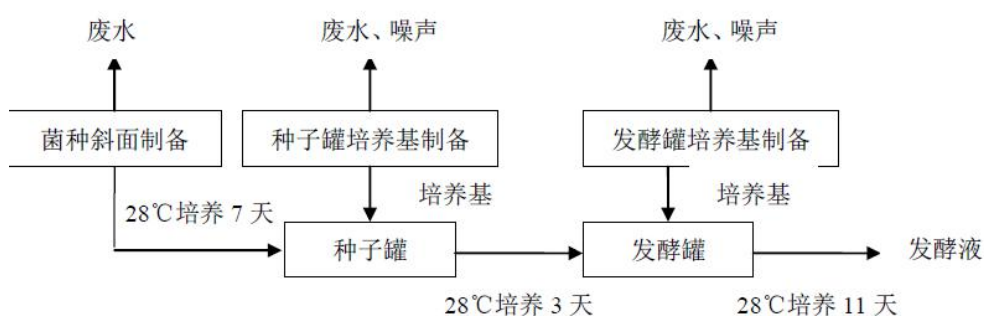 废水
废水、噪声
废水、噪声
菌种斜面制备
种子罐培养基制备
发酵罐培养基制备
28℃培养 7 天
培养基
培养基
种子罐
发酵罐
发酵液
28℃培养 3 天
28℃培养 11 天